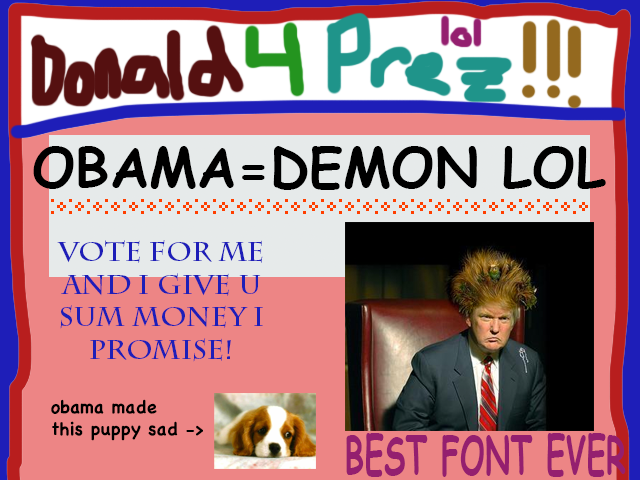 Donald 4 Prez!!!
lol
OBAMA=DEMON LOL
VOTE FOR ME
AND I GIVE U
SUM MONEY I
PROMISE!
obama made
this puppy sad ->
BEST FONT EVER